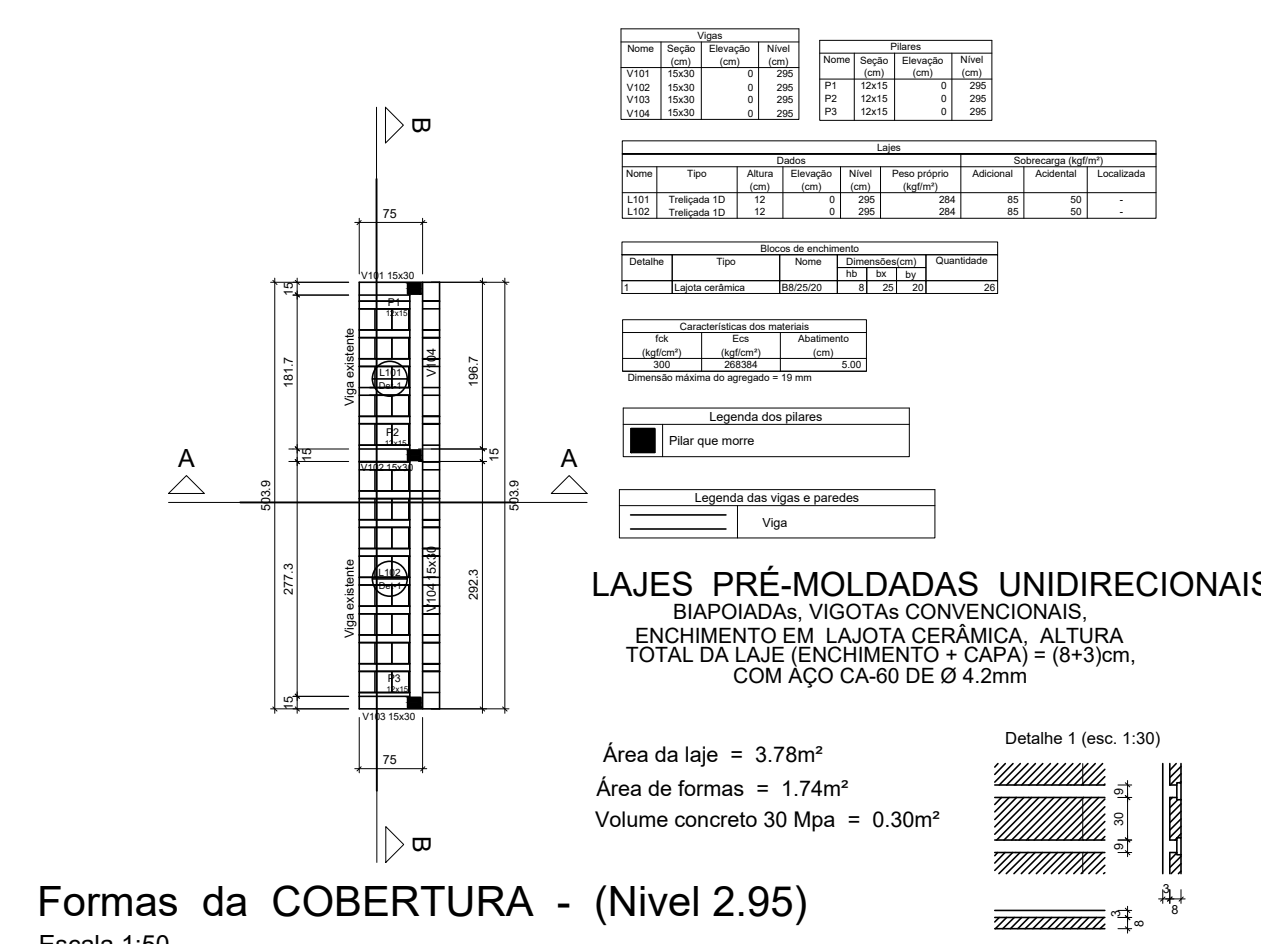 Vigas
Nome Seção (cm) Elevação (cm) Nível (cm)
V101 15x30 0 295
V102 15x30 0 295
V103 15x30 0 295
V104 15x30 0 295
Pilares
Nome Seção (cm) Elevação (cm) Nível (cm)
P1 12x15 0 295
P2 12x15 0 295
P3 12x15 0 295
Lajes
Dados Sobrecarga (kgf/m²)
Nome Tipo Altura (cm) Elevação (cm) Nível (cm) Peso próprio (kgf/m²) Adicional Acidental Localizada
L101 Treliçada 1D 12 0 295 284 85 50 -
L102 Treliçada 1D 12 0 295 284 85 50 -
Blocos de enchimento
Detalhe Tipo Nome Dimensões(cm) Quantidade
hb bx by
1 Lajota cerâmica B8/25/20 8 25 20 26
Características dos materiais
fck (kgf/cm²) Ecs (kgf/cm²) Abatimento (cm)
300 268384 5.00
Dimensão máxima do agregado = 19 mm
Legenda dos pilares
Pilar que morre
Legenda das vigas e paredes
Viga
B
75
V101 15x30
15
P1
12x15
Viga existente
181.7
L101
Det-1
V104
196.7
P2
12x15
15
15
V102 15x30
A
A
503.9
503.9
277.3
Viga existente
L102
Det-1
V104 15x30
292.3
P3
12x15
15
V103 15x30
75
B
LAJES PRÉ-MOLDADAS UNIDIRECIONAIS
BIAPOIADAs, VIGOTAs CONVENCIONAIS,
ENCHIMENTO EM LAJOTA CERÂMICA, ALTURA
TOTAL DA LAJE (ENCHIMENTO + CAPA) = (8+3)cm,
COM AÇO CA-60 DE Ø 4.2mm
Área da laje = 3.78m²
Área de formas = 1.74m²
Volume concreto 30 Mpa = 0.30m²
Detalhe 1 (esc. 1:30)
9
30
9
3
8
3
8
Formas da COBERTURA - (Nivel 2.95)
Escala 1:50